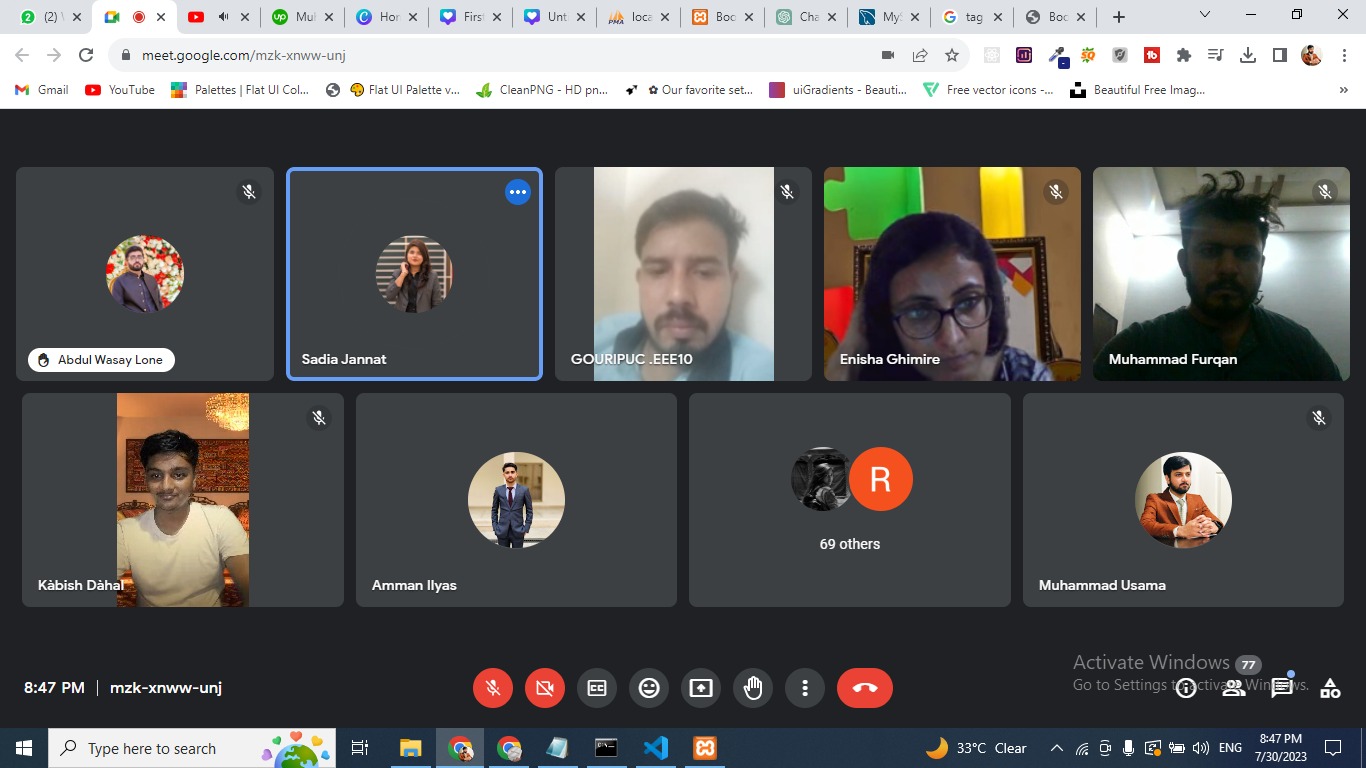 (2) W
Mul
Hor
First
Unti
loca
Boo
Cha
MyS
tag
Boo
meet.google.com/mzk-xnww-unj
Gmail
YouTube
Palettes | Flat UI Col...
Flat UI Palette v...
CleanPNG - HD pn...
✿ Our favorite set...
uiGradients - Beauti...
Free vector icons -...
Beautiful Free Imag...
»
Abdul Wasay Lone
Sadia Jannat
GOURIPUC .EEE10
Enisha Ghimire
Muhammad Furqan
Kàbish Dàhal
Amman Ilyas
R
69 others
Muhammad Usama
8:47 PM | mzk-xnww-unj
Activate Windows
77
Go to Settings to activate Windows.
Type here to search
33°C Clear
ENG
8:47 PM
7/30/2023